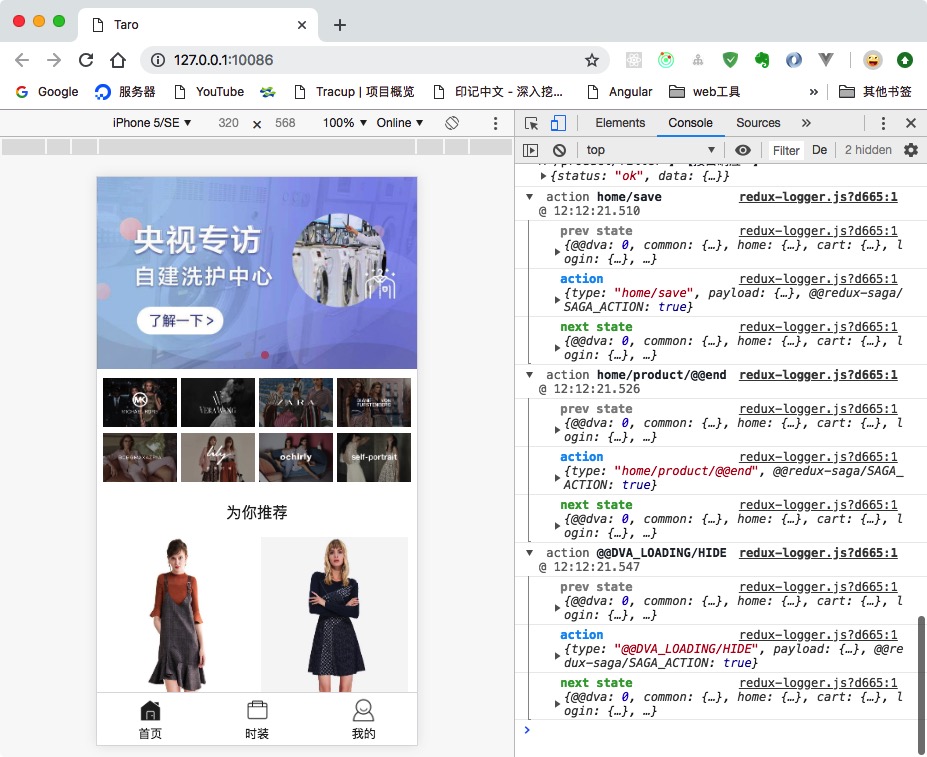 Taro
127.0.0.1:10086
Google
服务器
YouTube
Tracup | 项目概览
印记中文 - 深入挖...
Angular
web工具
»
其他书签
iPhone 5/SE ▼
320 × 568
100% ▼
Online ▼
Elements
Console
Sources
»
top
Filter
De
2 hidden
央视专访
自建洗护中心
了解一下 >
MK
MICHAEL KORS
VERA WANG
ZARA
DIANE VON FURSTENBERG
BCBGMAXAZRIA
lily
ochirly
self-portrait
为你推荐
首页
时装
我的
{status: "ok", data: {…}}
action home/save redux-logger.js?d665:1
@ 12:12:21.510
prev state redux-logger.js?d665:1
{@@dva: 0, common: {…}, home: {…}, cart: {…}, l
ogin: {…}, …}
action redux-logger.js?d665:1
{type: "home/save", payload: {…}, @@redux-saga/
SAGA_ACTION: true}
next state redux-logger.js?d665:1
{@@dva: 0, common: {…}, home: {…}, cart: {…}, l
ogin: {…}, …}
action home/product/@@end redux-logger.js?d665:1
@ 12:12:21.526
prev state redux-logger.js?d665:1
{@@dva: 0, common: {…}, home: {…}, cart: {…}, l
ogin: {…}, …}
action redux-logger.js?d665:1
{type: "home/product/@@end", @@redux-saga/SAGA_
ACTION: true}
next state redux-logger.js?d665:1
{@@dva: 0, common: {…}, home: {…}, cart: {…}, l
ogin: {…}, …}
action @@DVA_LOADING/HIDE redux-logger.js?d665:1
@ 12:12:21.547
prev state redux-logger.js?d665:1
{@@dva: 0, common: {…}, home: {…}, cart: {…}, l
ogin: {…}, …}
action redux-logger.js?d665:1
{type: "@@DVA_LOADING/HIDE", payload: {…}, @@re
dux-saga/SAGA_ACTION: true}
next state redux-logger.js?d665:1
{@@dva: 0, common: {…}, home: {…}, cart: {…}, l
ogin: {…}, …}